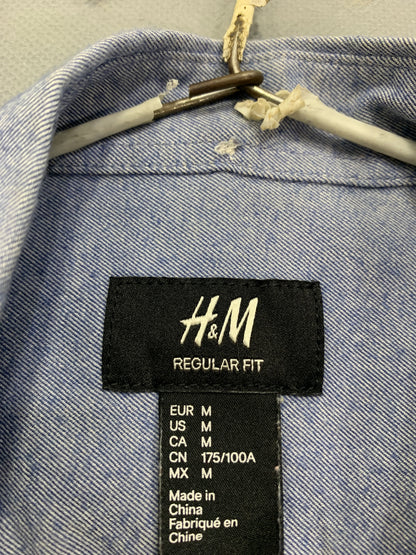 H&M
REGULAR FIT
EUR M
US M
CA M
CN 175/100A
MX M
Made in
China
Fabriqué en
Chine